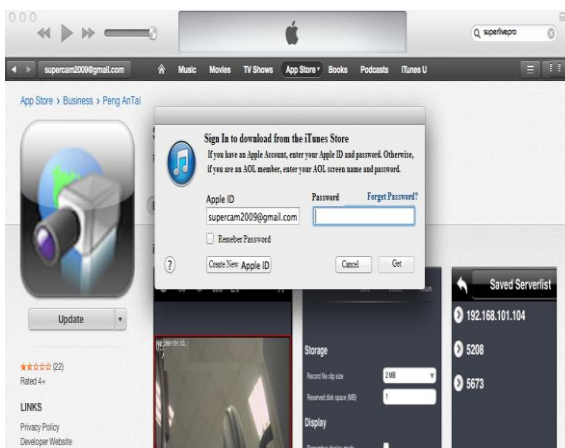 superlivepro
supercam2009@gmail.com
Music Movies TV Shows App Store Books Podcasts iTunes U
App Store > Business > Peng AnTai
Sign In to download from the iTunes Store
If you have an Apple Account, enter your Apple ID and password. Otherwise,
if you are an AOL member, enter your AOL screen name and password.
Apple ID
Password
Forget Password?
supercam2009@gmail.com
Remeber Password
?
Create New Apple ID
Cancel
Get
Update
(22)
Rated 4+
LINKS
Privacy Policy
Developer Website
Storage
Record file clip size
2MB
Reserved disk space (MB)
1
Display
Remember display mode
Saved Serverlist
192.168.101.104
5208
5673